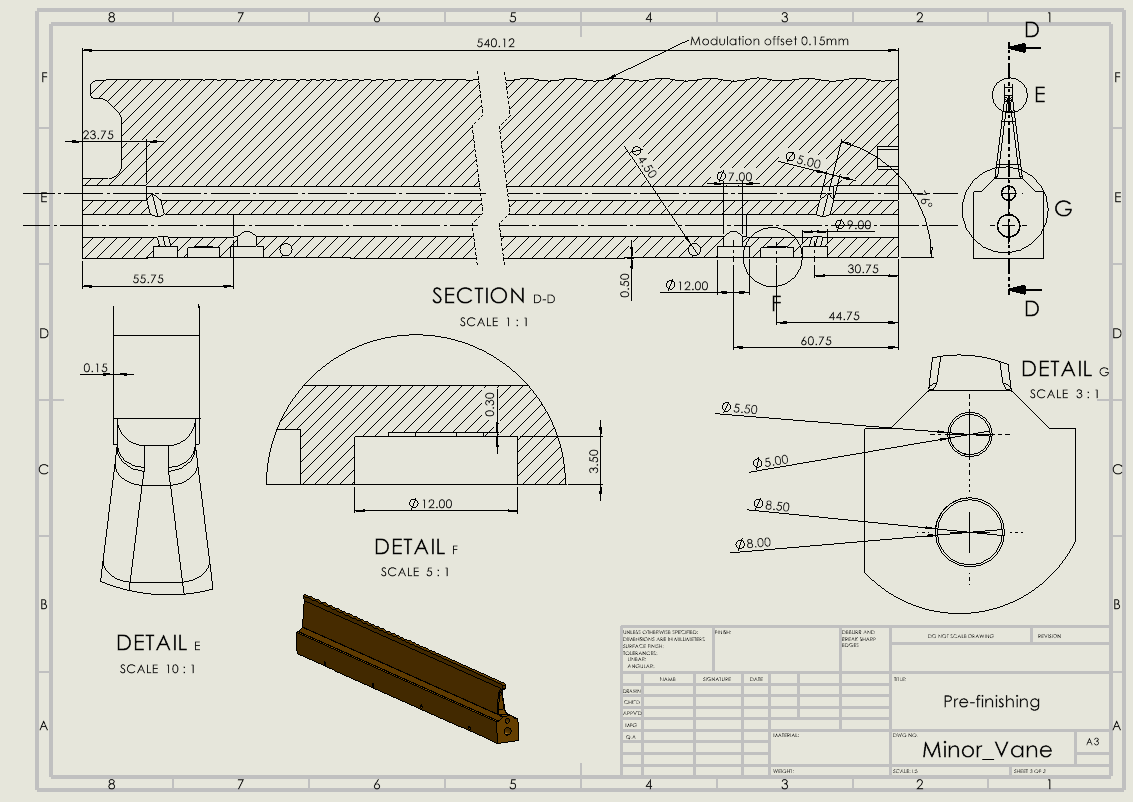 8 7 6 5 4 3 2 1
F
E
D
C
B
A
F
E
D
C
B
A
540.12
Modulation offset 0.15mm
23.75
Ø4.50
Ø7.00
Ø5.00
76°
Ø9.00
55.75
0.50
Ø12.00
F
30.75
44.75
60.75
SECTION D-D
SCALE 1 : 1
D
E
G
D
0.15
DETAIL E
SCALE 10 : 1
0.30
3.50
Ø12.00
DETAIL F
SCALE 5 : 1
DETAIL G
SCALE 3 : 1
Ø5.50
Ø5.00
Ø8.50
Ø8.00
UNLESS OTHERWISE SPECIFIED:
DIMENSIONS ARE IN MILLIMETERS
SURFACE FINISH:
TOLERANCES:
LINEAR:
ANGULAR:
FINISH:
DEBURR AND
BREAK SHARP
EDGES
DO NOT SCALE DRAWING
REVISION
NAME
SIGNATURE
DATE
DRAWN
CHK'D
APPV'D
MFG
Q.A
TITLE:
Pre-finishing
MATERIAL:
DWG NO.
Minor_Vane
A3
WEIGHT:
SCALE:1:5
SHEET 3 OF 3
8 7 6 5 4 3 2 1